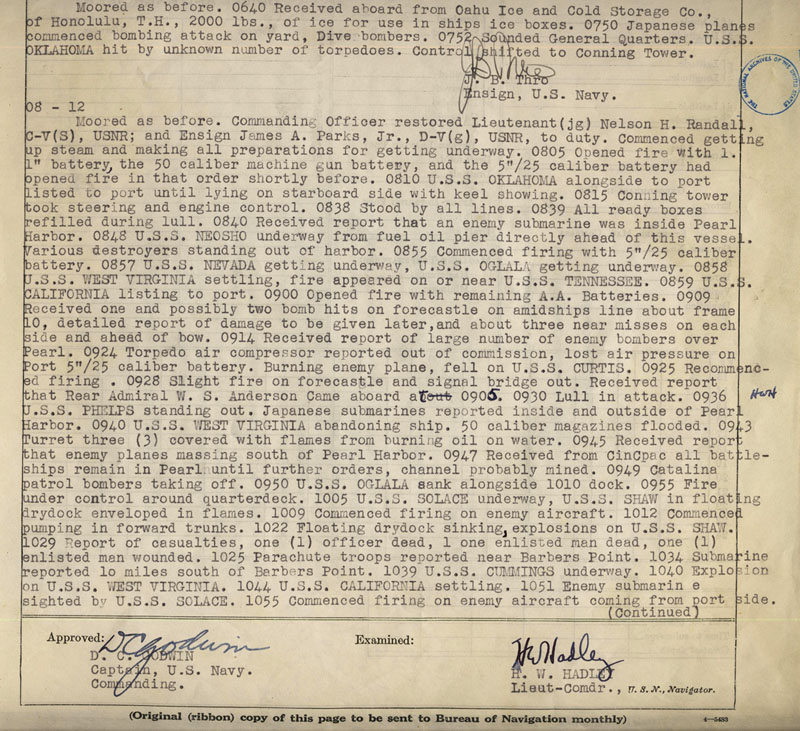 Moored as before. 0640 Received aboard from Oahu Ice and Cold Storage Co.,
of Honolulu, T.H., 2000 lbs., of ice for use in ships ice boxes. 0750 Japanese planes
commenced bombing attack on yard, Dive bombers. 0752 Sounded General Quarters. U.S.S.
OKLAHOMA hit by unknown number of torpedoes. Control shifted to Conning Tower.
J. B. Thro
Ensign, U.S. Navy.
THE NATIONAL ARCHIVES OF THE UNITED STATES
08 - 12
Moored as before. Commanding Officer restored Lieutenant(jg) Nelson H. Randall,
C-V(S), USNR; and Ensign James A. Parks, Jr., D-V(g), USNR, to duty. Commenced getting
up steam and making all preparations for getting underway. 0805 Opened fire with 1.
1" battery, the 50 caliber machine gun battery, and the 5"/25 caliber battery had
opened fire in that order shortly before. 0810 U.S.S. OKLAHOMA alongside to port
listed to port until lying on starboard side with keel showing. 0815 Conning tower
took steering and engine control. 0838 Stood by all lines. 0839 All ready boxes
refilled during lull. 0840 Received report that an enemy submarine was inside Pearl
Harbor. 0848 U.S.S. NEOSHO underway from fuel oil pier directly ahead of this vessel.
Various destroyers standing out of harbor. 0855 Commenced firing with 5"/25 caliber
battery. 0857 U.S.S. NEVADA getting underway, U.S.S. OGLALA getting underway. 0858
U.S.S. WEST VIRGINIA settling, fire appeared on or near U.S.S. TENNESSEE. 0859 U.S.S.
CALIFORNIA listing to port. 0900 Opened fire with remaining A.A. Batteries. 0909
Received one and possibly two bomb hits on forecastle on amidships line about frame
10, detailed report of damage to be given later,and about three near misses on each
side and ahead of bow. 0914 Received report of large number of enemy bombers over
Pearl. 0924 Torpedo air compressor reported out of commission, lost air pressure on
Port 5"/25 caliber battery. Burning enemy plane, fell on U.S.S. CURTIS. 0925 Recommenc-
ed firing . 0928 Slight fire on forecastle and signal bridge out. Received report
that Rear Admiral W. S. Anderson Came aboard at 0905. 0930 Lull in attack. 0936 HWH
U.S.S. PHELPS standing out. Japanese submarines reported inside and outside of Pearl
Harbor. 0940 U.S.S. WEST VIRGINIA abandoning ship. 50 caliber magazines flooded. 0943
Turret three (3) covered with flames from burning oil on water. 0945 Received report
that enemy planes massing south of Pearl Harbor. 0947 Received from CinCpac all battle-
ships remain in Pearl until further orders, channel probably mined. 0949 Catalina
patrol bombers taking off. 0950 U.S.S. OGLALA sank alongside 1010 dock. 0955 Fire
under control around quarterdeck. 1005 U.S.S. SOLACE underway, U.S.S. SHAW in floating
drydock enveloped in flames. 1009 Commenced firing on enemy aircraft. 1012 Commenced
pumping in forward trunks. 1022 Floating drydock sinking, explosions on U.S.S. SHAW.
1029 Report of casualties, one (1) officer dead, 1 one enlisted man dead, one (1)
enlisted man wounded. 1025 Parachute troops reported near Barbers Point. 1034 Submarine
reported 1o miles south of Barbers Point. 1039 U.S.S. CUMMINGS underway. 1040 Explosion
on U.S.S. WEST VIRGINIA. 1044 U.S.S. CALIFORNIA settling. 1051 Enemy submarin e
sighted by U.S.S. SOLACE. 1055 Commenced firing on enemy aircraft coming from port side.
(Continued)
Approved: D C Godwin
D. C. GODWIN
Captain, U.S. Navy.
Commanding.
Examined:
H W Hadley
H. W. HADLEY
Lieut-Comdr., U. S. N., Navigator.
(Original (ribbon) copy of this page to be sent to Bureau of Navigation monthly)